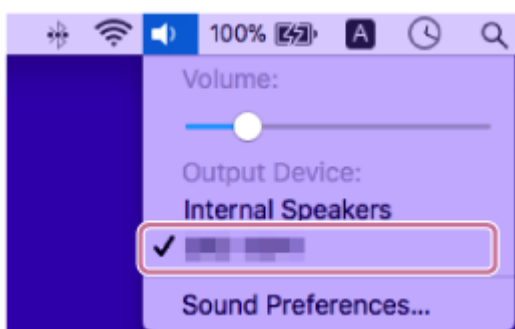 100% A
Volume:
Output Device:
Internal Speakers
Sound Preferences...